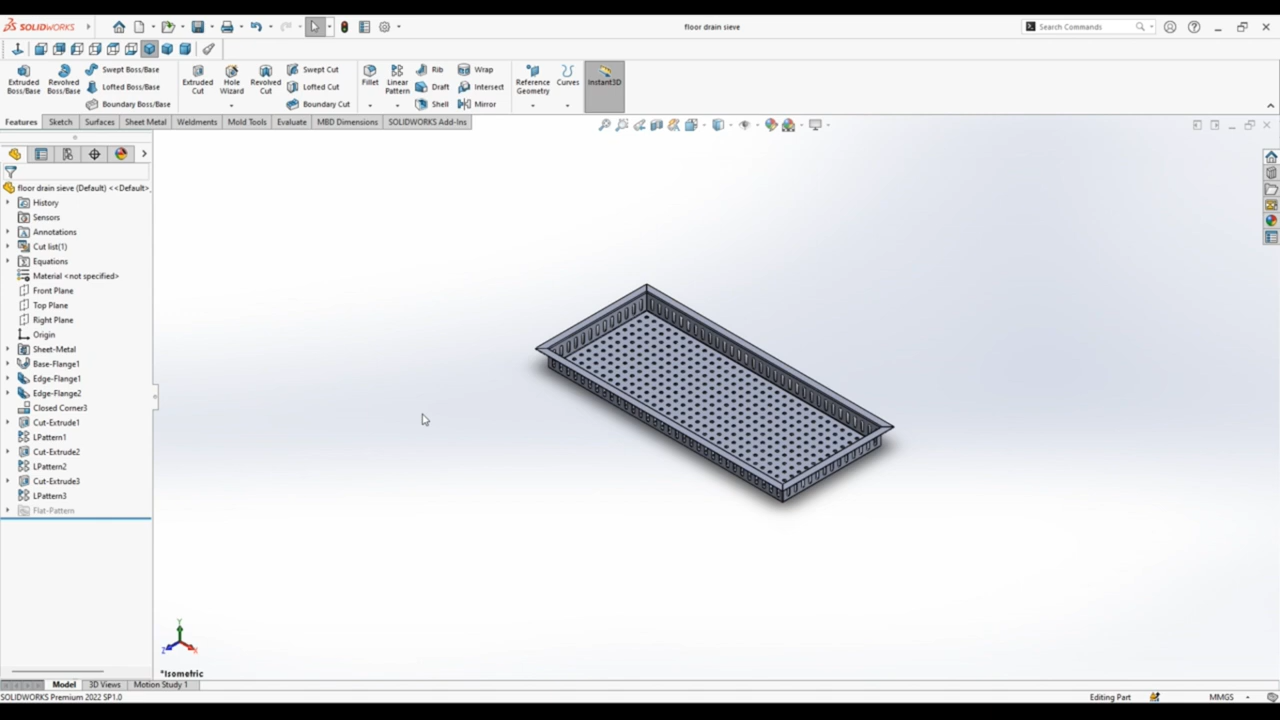 SOLIDWORKS
floor drain sieve
Search Commands
Extruded Boss/Base
Revolved Boss/Base
Swept Boss/Base
Lofted Boss/Base
Boundary Boss/Base
Extruded Cut
Hole Wizard
Revolved Cut
Swept Cut
Lofted Cut
Boundary Cut
Fillet
Linear Pattern
Rib
Draft
Shell
Wrap
Intersect
Mirror
Reference Geometry
Curves
Instant3D
Features Sketch Surfaces Sheet Metal Weldments Mold Tools Evaluate MBD Dimensions SOLIDWORKS Add-Ins
floor drain sieve (Default) <<Default>
History
Sensors
Annotations
Cut list(1)
Equations
Material <not specified>
Front Plane
Top Plane
Right Plane
Origin
Sheet-Metal
Base-Flange1
Edge-Flange1
Edge-Flange2
Closed Corner3
Cut-Extrude1
LPattern1
Cut-Extrude2
LPattern2
Cut-Extrude3
LPattern3
Flat-Pattern
Y
Z
X
*Isometric
Model 3D Views Motion Study 1
SOLIDWORKS Premium 2022 SP1.0
Editing Part
MMGS